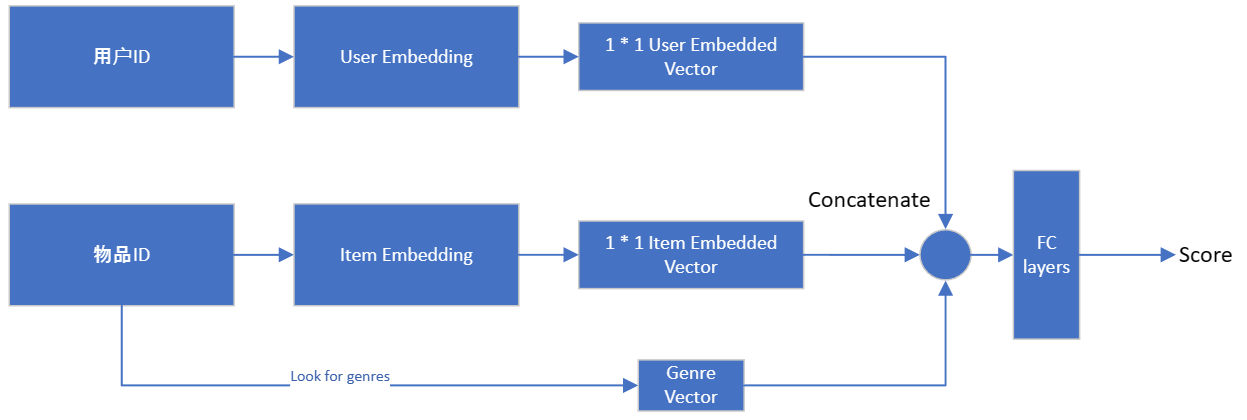 用户ID
User Embedding
1 * 1 User Embedded
Vector
Concatenate
物品ID
Item Embedding
1 * 1 Item Embedded
Vector
FC
layers
Score
Look for genres
Genre
Vector